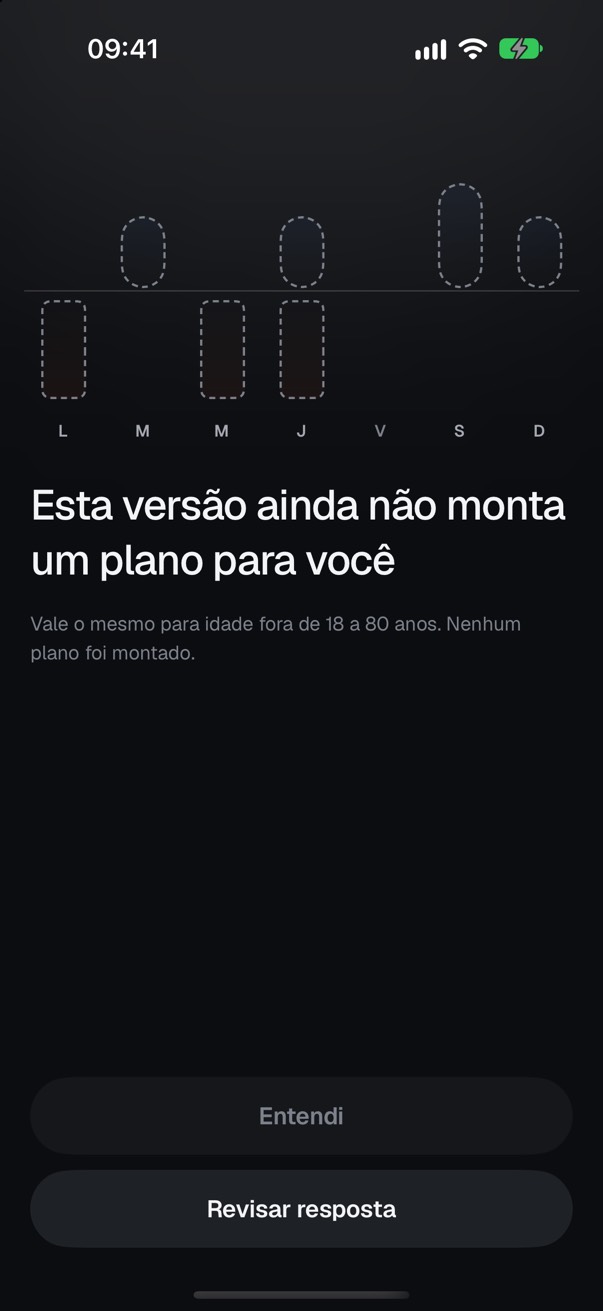 09:41
L M M J V S D
Esta versão ainda não monta
um plano para você
Vale o mesmo para idade fora de 18 a 80 anos. Nenhum
plano foi montado.
Entendi
Revisar resposta